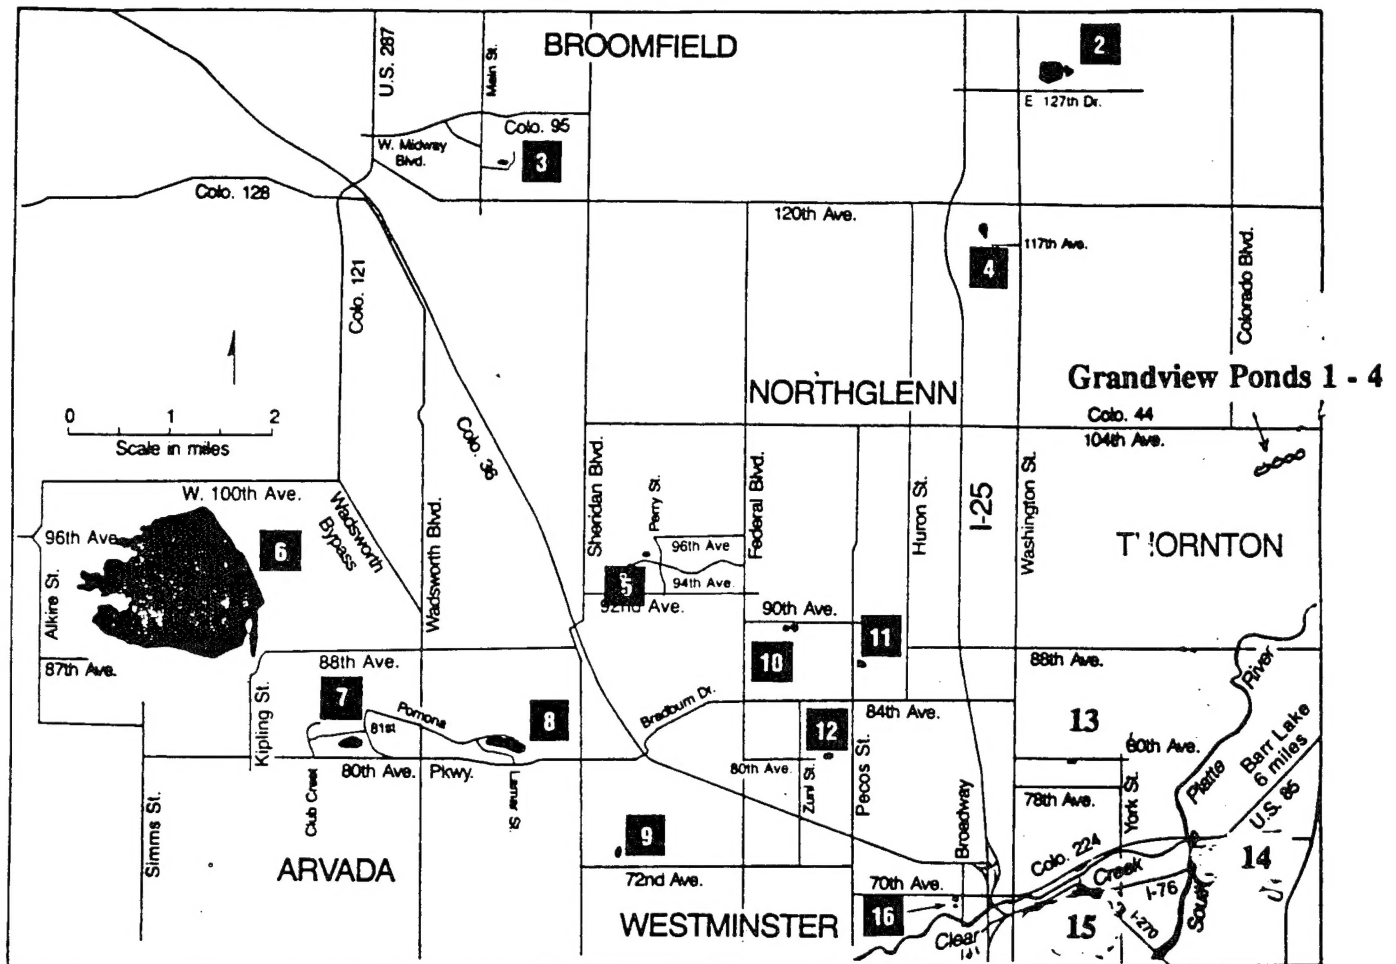 BROOMFIELD
2
U.S. 287
Main St.
E 127th Dr.
Colo. 95
W. Midway
Blvd.
3
Colo. 128
120th Ave.
117th Ave.
4
Colo. 121
Colorado Blvd.
Grandview Ponds 1 - 4
NORTHGLENN
0 1 2
Scale in miles
Colo. 44
104th Ave.
Colo. 36
Sheridan Blvd.
Perry St.
Federal Blvd.
Huron St.
I-25
Washington St.
W. 100th Ave.
Wadsworth
Bypass
Wadsworth Blvd.
96th Ave
6
96th Ave
94th Ave.
5
92nd Ave.
Alkire St.
87th Ave.
90th Ave.
11
10
88th Ave.
88th Ave.
River
Kipling St.
7
Pomona
81st
8
Bradburn Dr.
84th Ave.
12
13
80th Ave.
80th Ave. Pkwy.
80th Ave.
Zuni St.
Pecos St.
Platte
Barr Lake
6 miles
U.S. 85
Club Crest
Lamar St.
78th Ave.
York St.
Simms St.
9
Broadway
Colo. 224
Creek
14
ARVADA
72nd Ave.
70th Ave.
I-76
South
16
WESTMINSTER
Clear
15
I-270